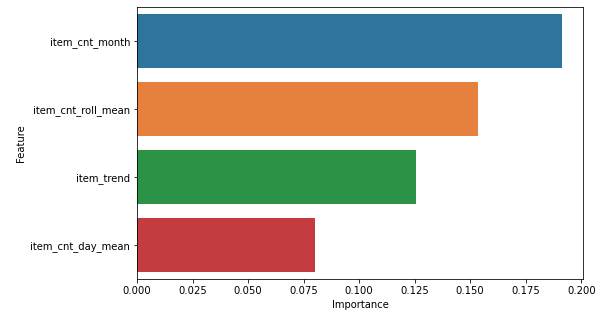 item_cnt_month
item_cnt_roll_mean
item_trend
item_cnt_day_mean
Feature
0.000 0.025 0.050 0.075 0.100 0.125 0.150 0.175 0.200
Importance